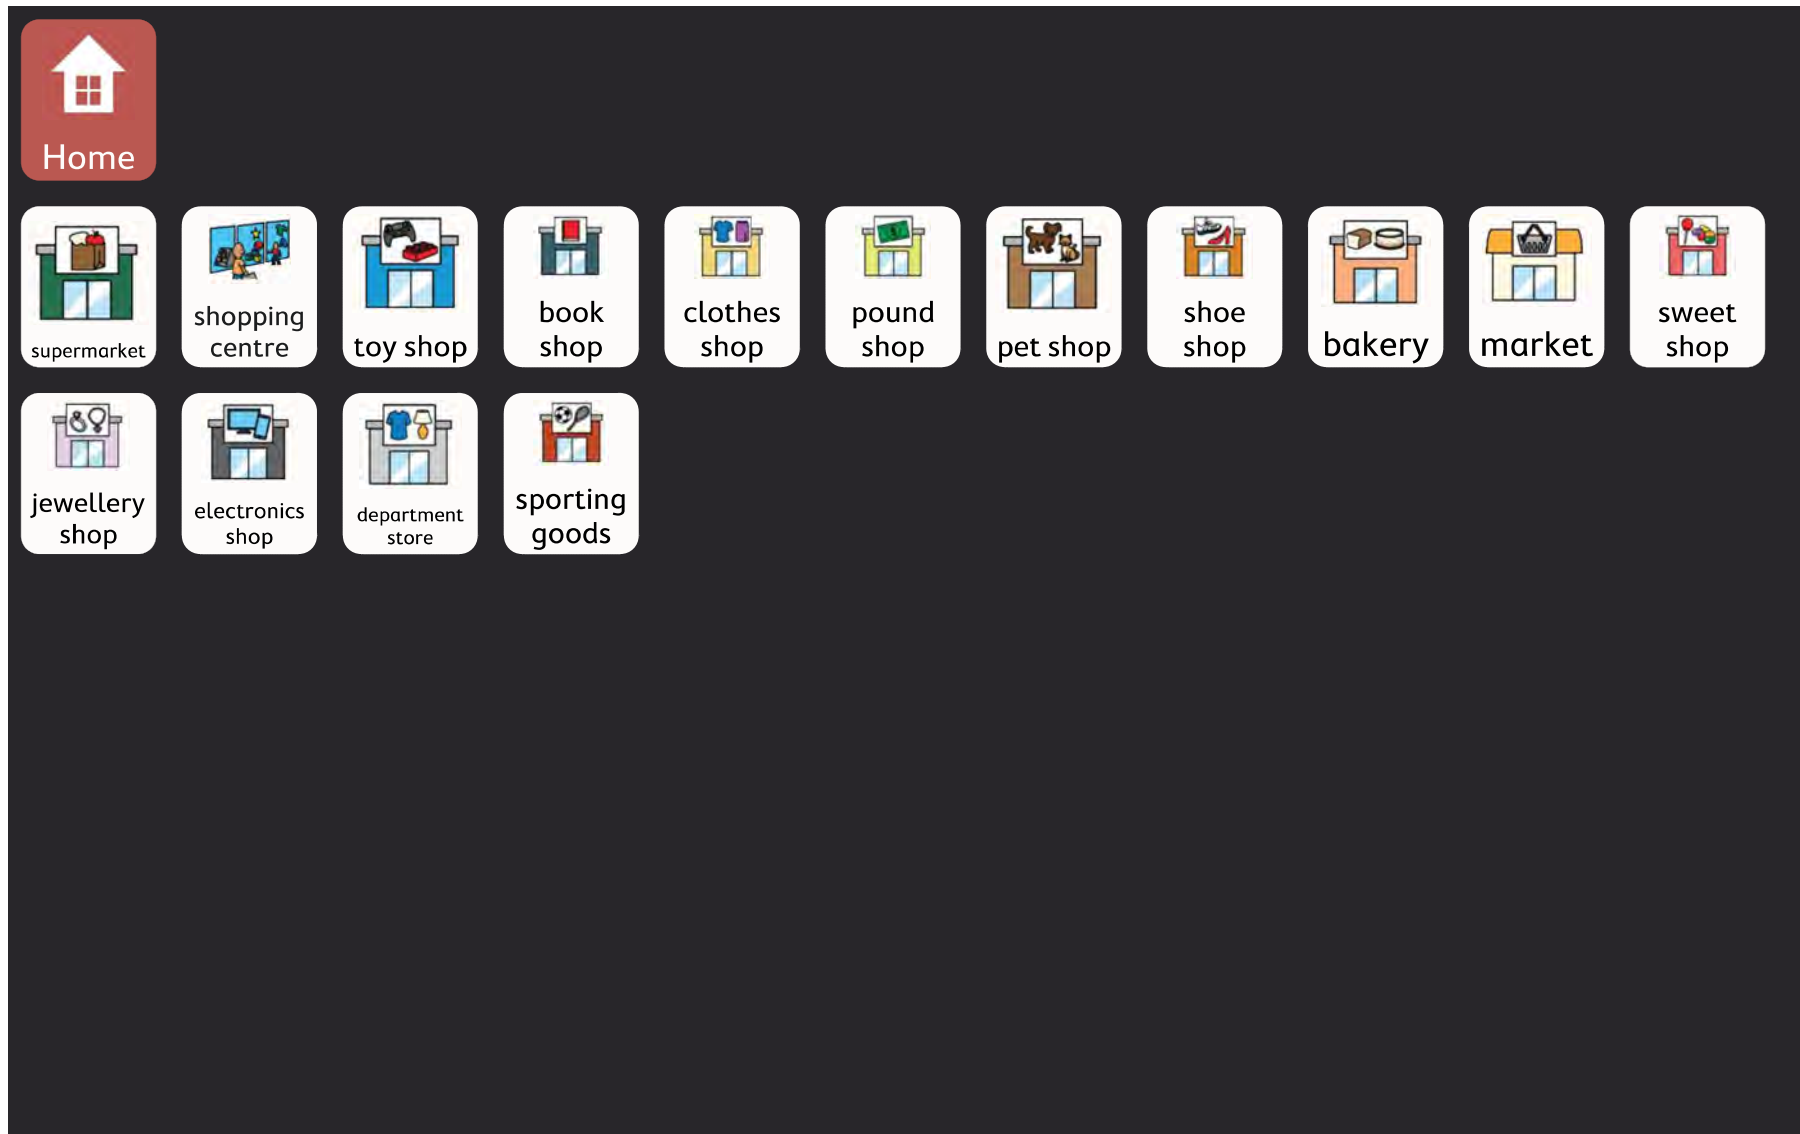 Home
supermarket
shopping
centre
toy shop
book
shop
clothes
shop
pound
shop
pet shop
shoe
shop
bakery
market
sweet
shop
jewellery
shop
electronics
shop
department
store
sporting
goods